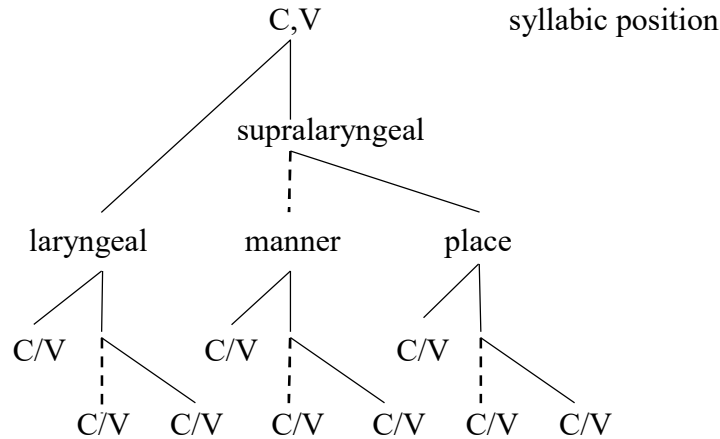 C,V syllabic position
supralaryngeal
laryngeal manner place
C/V C/V C/V
C/V C/V C/V C/V C/V C/V